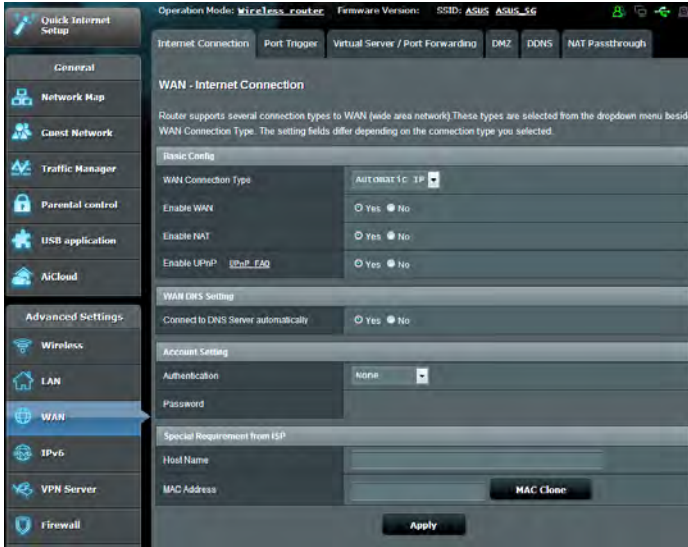 Quick Internet
Setup
Operation Mode: Wireless router Firmware Version: SSID: ASUS ASUS_5G
Internet Connection Port Trigger Virtual Server / Port Forwarding DMZ DDNS NAT Passthrough
General
Network Map
Guest Network
Traffic Manager
Parental control
USB application
AiCloud
Advanced Settings
Wireless
LAN
WAN
IPv6
VPN Server
Firewall
WAN - Internet Connection
Router supports several connection types to WAN (wide area network).These types are selected from the dropdown menu besid
WAN Connection Type. The setting fields differ depending on the connection type you selected.
Basic Config
WAN Connection Type Automatic IP
Enable WAN Yes No
Enable NAT Yes No
Enable UPnP UPnP FAQ Yes No
WAN DNS Setting
Connect to DNS Server automatically Yes No
Account Setting
Authentication None
Password
Special Requirement from ISP
Host Name
MAC Address MAC Clone
Apply